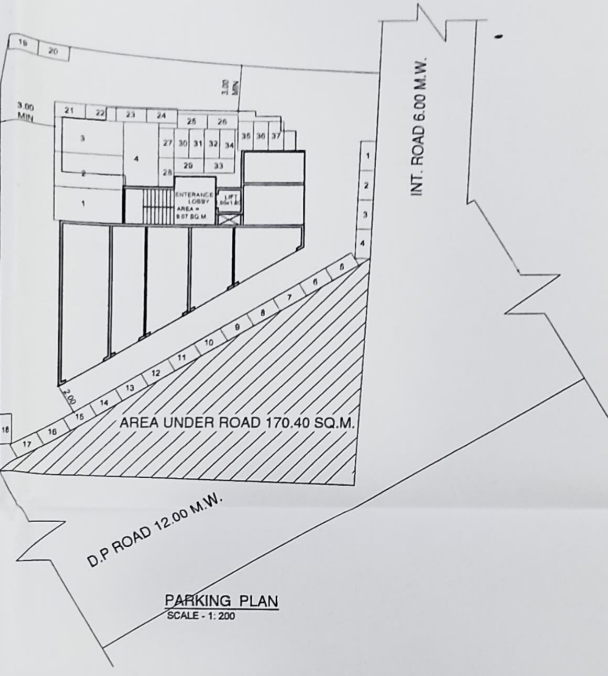 19 20
3.00
MIN
3.00
MIN
21 22 23 24
25 26
35 36 37
3
4
27 30 31 32 34
29 33
28
2
1
ENTERANCE
LOBBY
AREA =
9.07 SQ.M
LIFT
1
2
3
4
5
6
7
8
9
10
11
12
13
14
15
16
17
18
2.00
INT. ROAD 6.00 M.W.
AREA UNDER ROAD 170.40 SQ.M.
D.P ROAD 12.00 M.W.
PARKING PLAN
SCALE - 1: 200